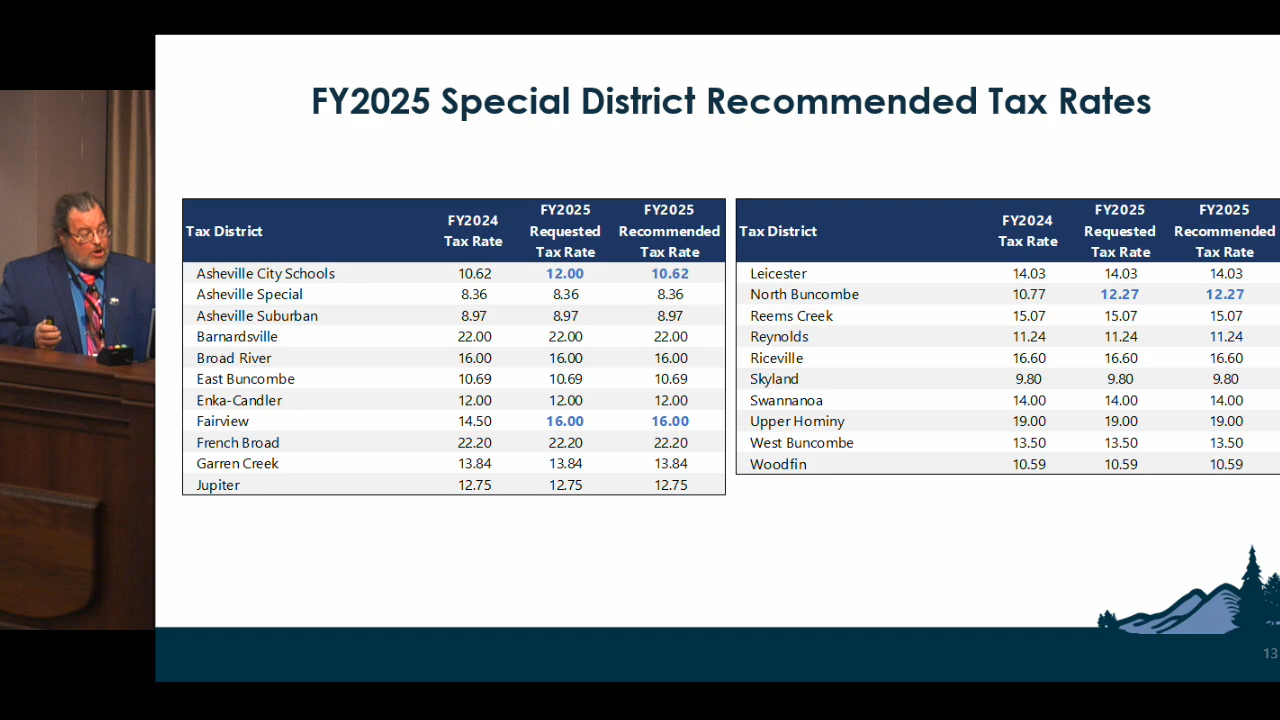 FY2025 Special District Recommended Tax Rates
Tax District FY2024 Tax Rate FY2025 Requested Tax Rate FY2025 Recommended Tax Rate
Asheville City Schools 10.62 12.00 10.62
Asheville Special 8.36 8.36 8.36
Asheville Suburban 8.97 8.97 8.97
Barnardsville 22.00 22.00 22.00
Broad River 16.00 16.00 16.00
East Buncombe 10.69 10.69 10.69
Enka-Candler 12.00 12.00 12.00
Fairview 14.50 16.00 16.00
French Broad 22.20 22.20 22.20
Garren Creek 13.84 13.84 13.84
Jupiter 12.75 12.75 12.75
Tax District FY2024 Tax Rate FY2025 Requested Tax Rate FY2025 Recommended Tax Rate
Leicester 14.03 14.03 14.03
North Buncombe 10.77 12.27 12.27
Reems Creek 15.07 15.07 15.07
Reynolds 11.24 11.24 11.24
Riceville 16.60 16.60 16.60
Skyland 9.80 9.80 9.80
Swannanoa 14.00 14.00 14.00
Upper Hominy 19.00 19.00 19.00
West Buncombe 13.50 13.50 13.50
Woodfin 10.59 10.59 10.59
13